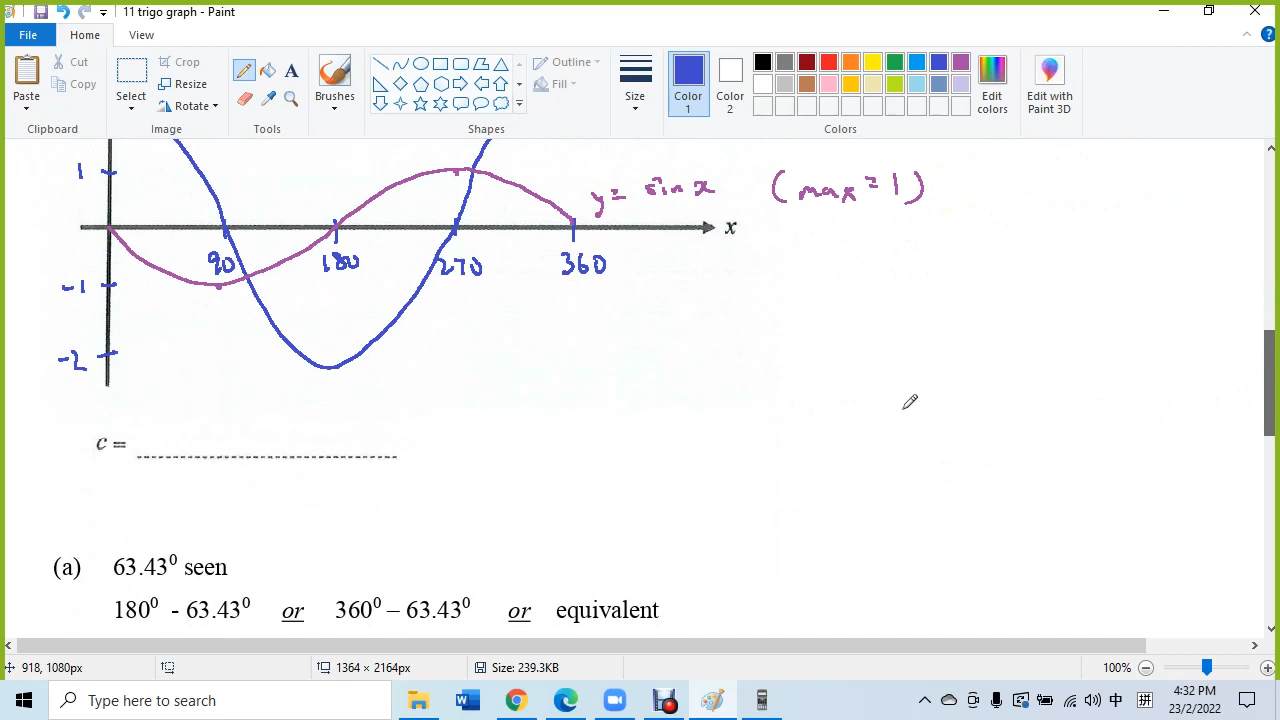 11 trigo graph - Paint
File Home View
Paste Cut Copy Select Crop Resize Rotate A Brushes Outline Fill Size Color 1 Color 2 Edit colors Edit with Paint 3D
Clipboard Image Tools Shapes Colors
1
y = sin x (max = 1)
x
90 180 270 360
-1
-2
c =
(a) 63.43⁰ seen
180⁰ - 63.43⁰ or 360⁰ – 63.43⁰ or equivalent
918, 1080px 1364 × 2164px Size: 239.3KB 100%
Type here to search
中 拼 4:32 PM
23/2/2022